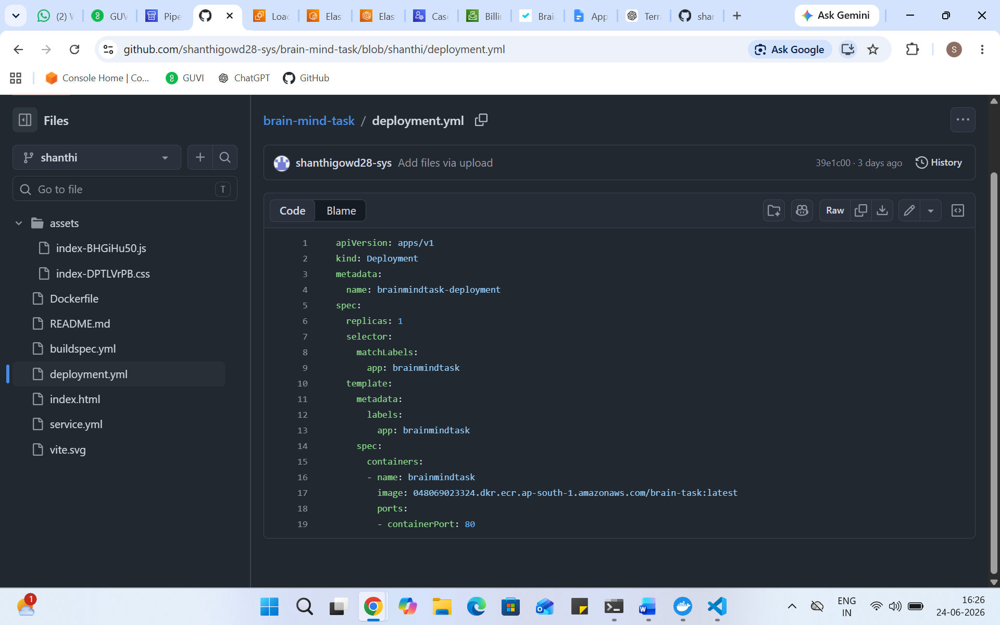 (2) W
GUV
Pipe
Load
Elas
Elas
Case
Billi
Brai
App
Terr
shan
Ask Gemini
github.com/shanthigowd28-sys/brain-mind-task/blob/shanthi/deployment.yml
Ask Google
S
Console Home | Co...
GUVI
ChatGPT
GitHub
Files
brain-mind-task / deployment.yml
shanthi
shanthigowd28-sys Add files via upload
39e1c00 · 3 days ago
History
Go to file
T
Code
Blame
Raw
assets
index-BHGiHu50.js
index-DPTLVrPB.css
Dockerfile
README.md
buildspec.yml
deployment.yml
index.html
service.yml
vite.svg
1 apiVersion: apps/v1
2 kind: Deployment
3 metadata:
4 name: brainmindtask-deployment
5 spec:
6 replicas: 1
7 selector:
8 matchLabels:
9 app: brainmindtask
10 template:
11 metadata:
12 labels:
13 app: brainmindtask
14 spec:
15 containers:
16 - name: brainmindtask
17 image: 048069023324.dkr.ecr.ap-south-1.amazonaws.com/brain-task:latest
18 ports:
19 - containerPort: 80
1
ENG
IN
16:26
24-06-2026